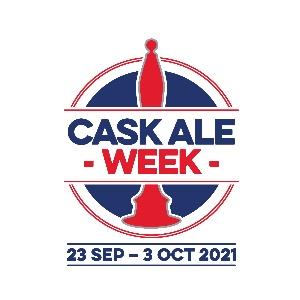 CASK ALE
- WEEK -
23 SEP – 3 OCT 2021